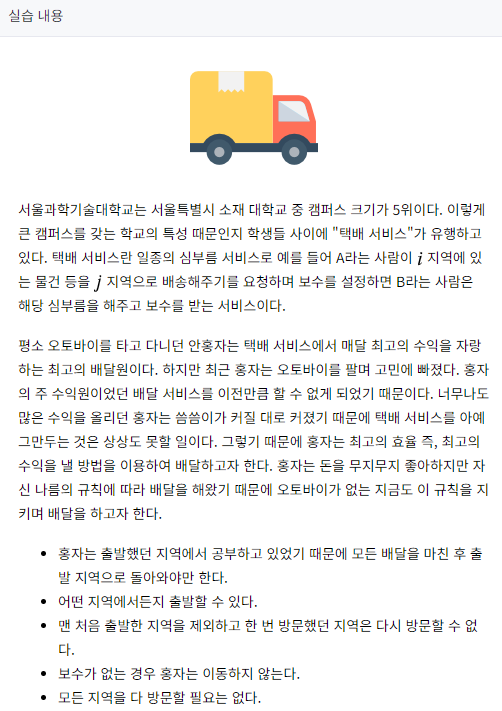 실습 내용
서울과학기술대학교는 서울특별시 소재 대학교 중 캠퍼스 크기가 5위이다. 이렇게
큰 캠퍼스를 갖는 학교의 특성 때문인지 학생들 사이에 "택배 서비스"가 유행하고
있다. 택배 서비스란 일종의 심부름 서비스로 예를 들어 A라는 사람이 i 지역에 있
는 물건 등을 j 지역으로 배송해주기를 요청하며 보수를 설정하면 B라는 사람은
해당 심부름을 해주고 보수를 받는 서비스이다.
평소 오토바이를 타고 다니던 안홍자는 택배 서비스에서 매달 최고의 수익을 자랑
하는 최고의 배달원이다. 하지만 최근 홍자는 오토바이를 팔며 고민에 빠졌다. 홍자
의 주 수익원이었던 배달 서비스를 이전만큼 할 수 없게 되었기 때문이다. 너무나도
많은 수익을 올리던 홍자는 씀씀이가 커질 대로 커졌기 때문에 택배 서비스를 아예
그만두는 것은 상상도 못할 일이다. 그렇기 때문에 홍자는 최고의 효율 즉, 최고의
수익을 낼 방법을 이용하여 배달하고자 한다. 홍자는 돈을 무지무지 좋아하지만 자
신 나름의 규칙에 따라 배달을 해왔기 때문에 오토바이가 없는 지금도 이 규칙을 지
키며 배달을 하고자 한다.
• 홍자는 출발했던 지역에서 공부하고 있었기 때문에 모든 배달을 마친 후 출
발 지역으로 돌아와야만 한다.
• 어떤 지역에서든지 출발할 수 있다.
• 맨 처음 출발한 지역을 제외하고 한 번 방문했던 지역은 다시 방문할 수 없
다.
• 보수가 없는 경우 홍자는 이동하지 않는다.
• 모든 지역을 다 방문할 필요는 없다.